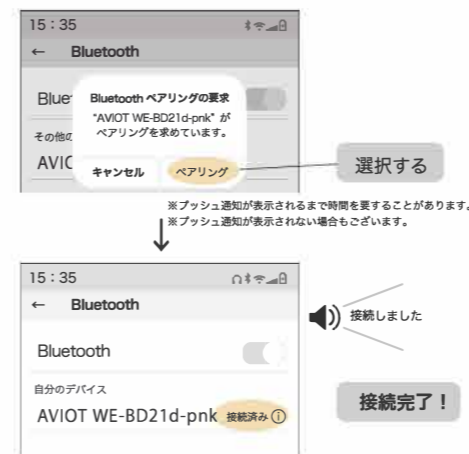 15：35
← Bluetooth
Blue
Bluetooth ペアリングの要求
"AVIOT WE-BD21d-pnk" が
ペアリングを求めています。
その他の
AVIC
キャンセル ペアリング
選択する
※プッシュ通知が表示されるまで時間を要することがあります。
※プッシュ通知が表示されない場合もございます。
15：35
← Bluetooth
接続しました
Bluetooth
自分のデバイス
AVIOT WE-BD21d-pnk 接続済み
接続完了！